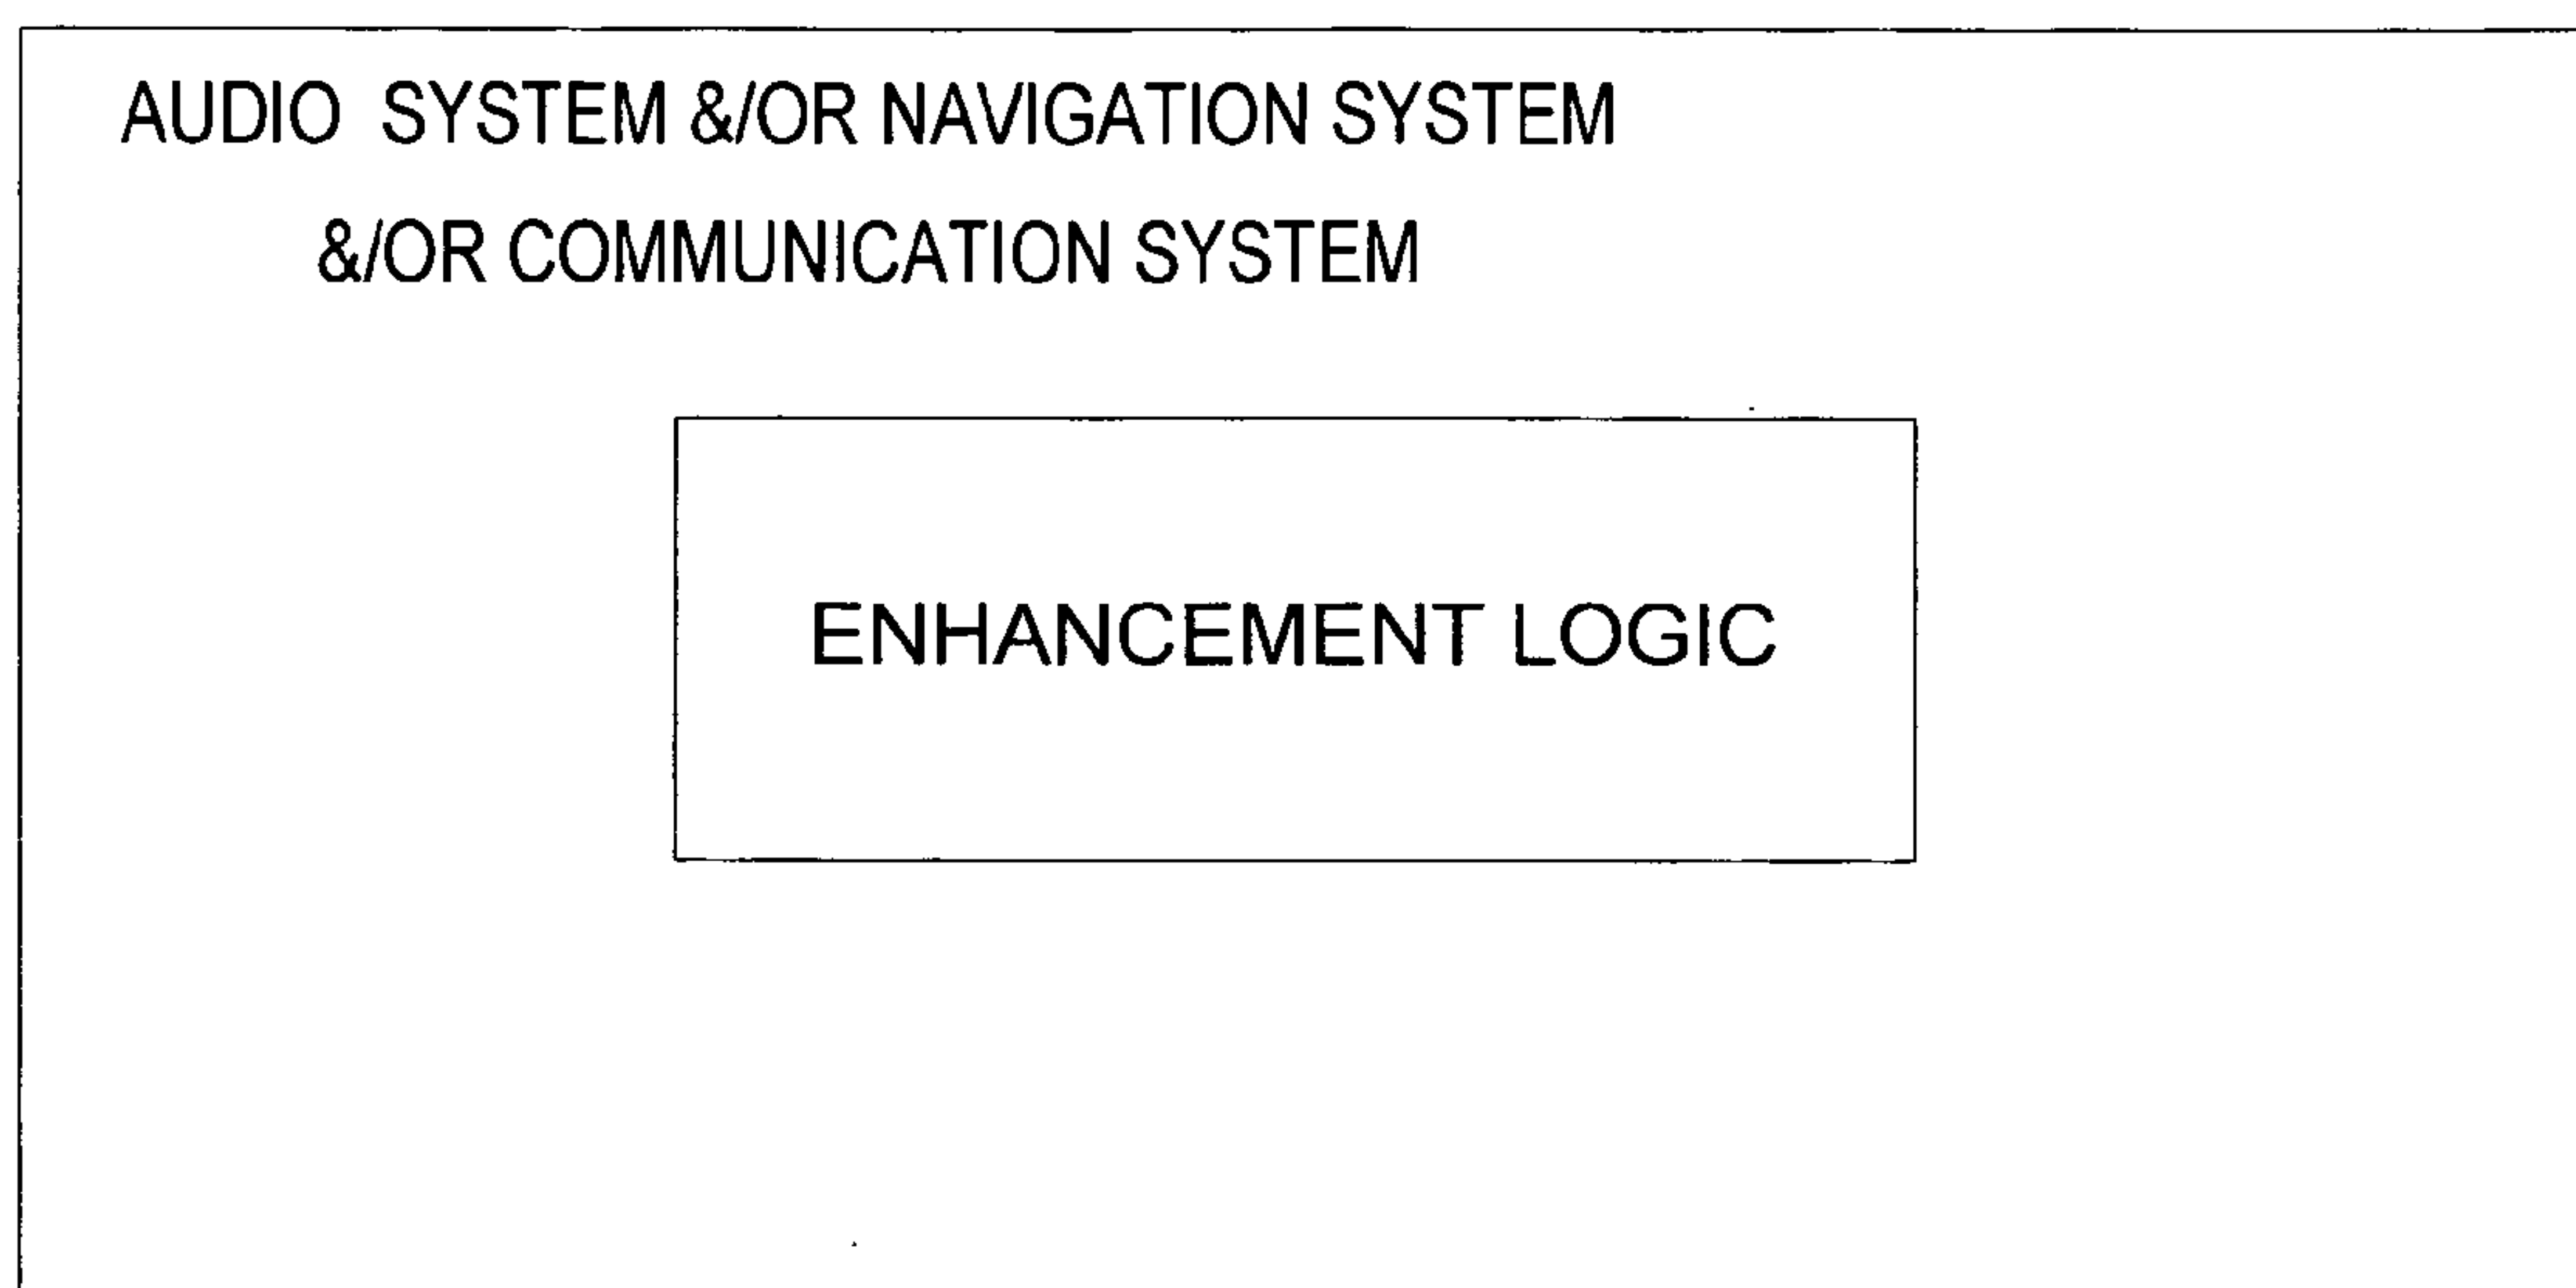 AUDIO SYSTEM &/OR NAVIGATION SYSTEM
&/OR COMMUNICATION SYSTEM
ENHANCEMENT LOGIC